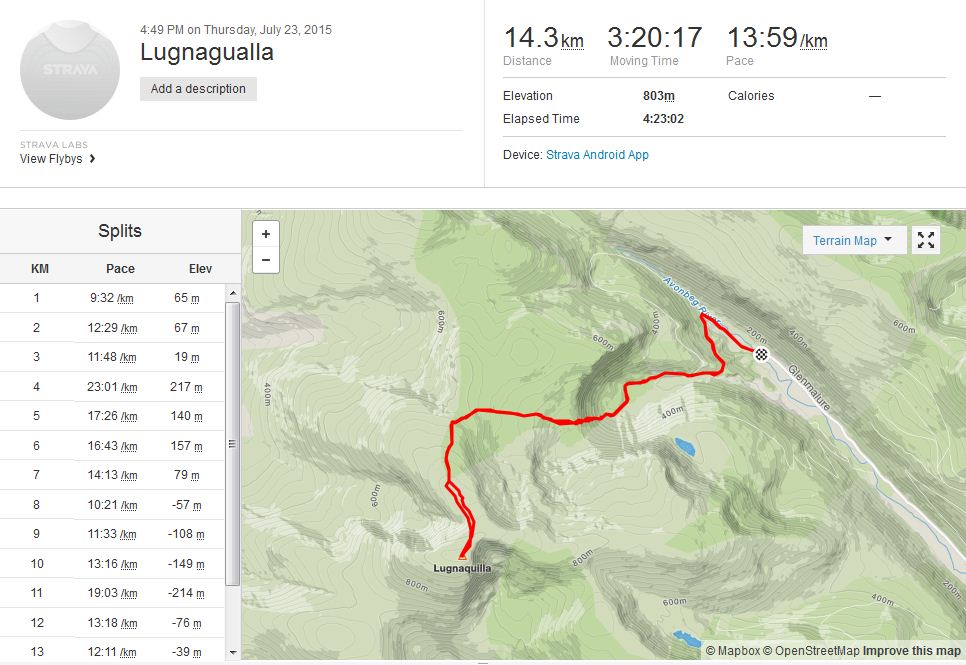 4:49 PM on Thursday, July 23, 2015
Lugnagualla
STRAVA
Add a description
STRAVA LABS
View Flybys
14.3km 3:20:17 13:59/km
Distance Moving Time Pace
Elevation 803m Calories —
Elapsed Time 4:23:02
Device: Strava Android App
Splits
KM Pace Elev
1 9:32 /km 65 m
2 12:29 /km 67 m
3 11:48 /km 19 m
4 23:01 /km 217 m
5 17:26 /km 140 m
6 16:43 /km 157 m
7 14:13 /km 79 m
8 10:21 /km -57 m
9 11:33 /km -108 m
10 13:16 /km -149 m
11 19:03 /km -214 m
12 13:18 /km -76 m
13 12:11 /km -39 m
+
−
Terrain Map
Avonbeg River
600m
400m
600m
200m
400m
600m
400m
Glenmalure
400m
600m
Lugnaquilla
800m
800m
600m
400m
200m
© Mapbox © OpenStreetMap Improve this map